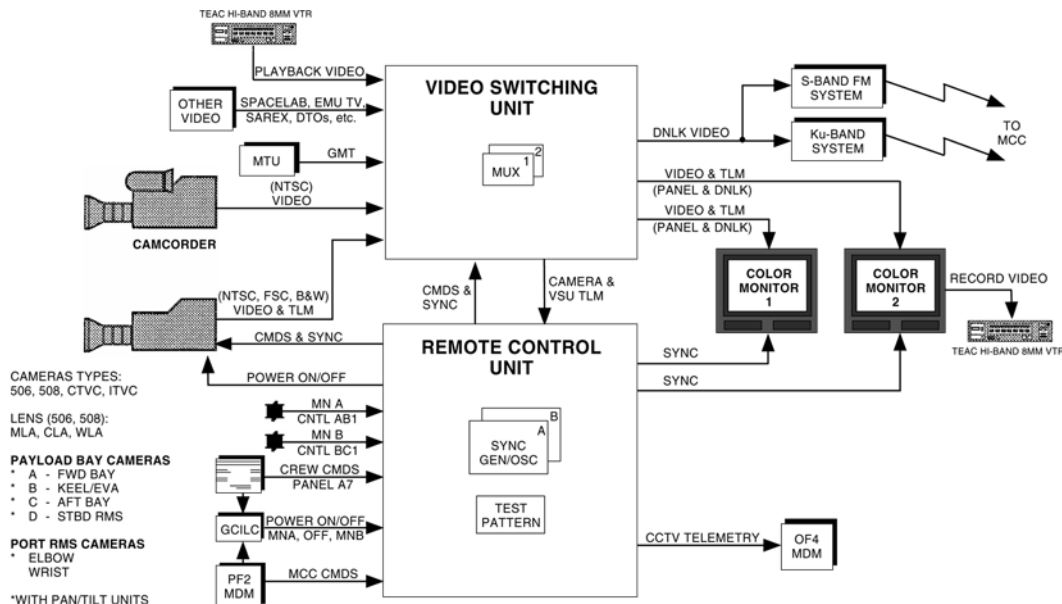 TEAC HI-BAND 8MM VTR
PLAYBACK VIDEO
OTHER
VIDEO
SPACELAB, EMU TV,
SAREX, DTOs, etc.
MTU
GMT
(NTSC)
VIDEO
CAMCORDER
VIDEO SWITCHING
UNIT
MUX
1
2
DNLK VIDEO
S-BAND FM
SYSTEM
Ku-BAND
SYSTEM
TO
MCC
VIDEO & TLM
(PANEL & DNLK)
VIDEO & TLM
(PANEL & DNLK)
COLOR
MONITOR
1
COLOR
MONITOR
2
RECORD VIDEO
TEAC HI-BAND 8MM VTR
(NTSC, FSC, B&W)
VIDEO & TLM
CMDS &
SYNC
CAMERA &
VSU TLM
CMDS & SYNC
POWER ON/OFF
REMOTE CONTROL
UNIT
SYNC
SYNC
MN A
CNTL AB1
MN B
CNTL BC1
CREW CMDS
PANEL A7
GCILC
POWER ON/OFF
MNA, OFF, MNB
PF2
MDM
MCC CMDS
B
A
SYNC
GEN/OSC
TEST
PATTERN
CCTV TELEMETRY
OF4
MDM
CAMERAS TYPES:
506, 508, CTVC, ITVC
LENS (506, 508):
MLA, CLA, WLA
PAYLOAD BAY CAMERAS
* A - FWD BAY
* B - KEEL/EVA
* C - AFT BAY
* D - STBD RMS
PORT RMS CAMERAS
* ELBOW
WRIST
*WITH PAN/TILT UNITS